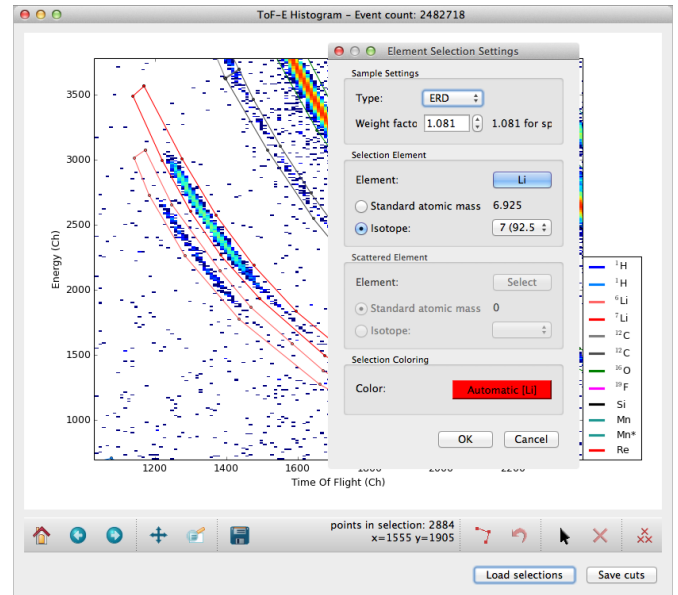 ToF-E Histogram - Event count: 2482718
Element Selection Settings
Sample Settings
Type: ERD
Weight facto 1.081 1.081 for sp
Selection Element
Element: Li
Standard atomic mass 6.925
Isotope: 7 (92.5
Scattered Element
Element: Select
Standard atomic mass 0
Isotope:
Selection Coloring
Color: Automatic [Li]
OK Cancel
Energy (Ch)
3500
3000
2500
2000
1500
1000
1200 1400 1600 1800 2000 2200
Time Of Flight (Ch)
¹H
¹H
⁶Li
⁷Li
¹²C
¹²C
¹⁶O
¹⁹F
Si
Mn
Mn*
Re
points in selection: 2884
x=1555 y=1905
Load selections Save cuts